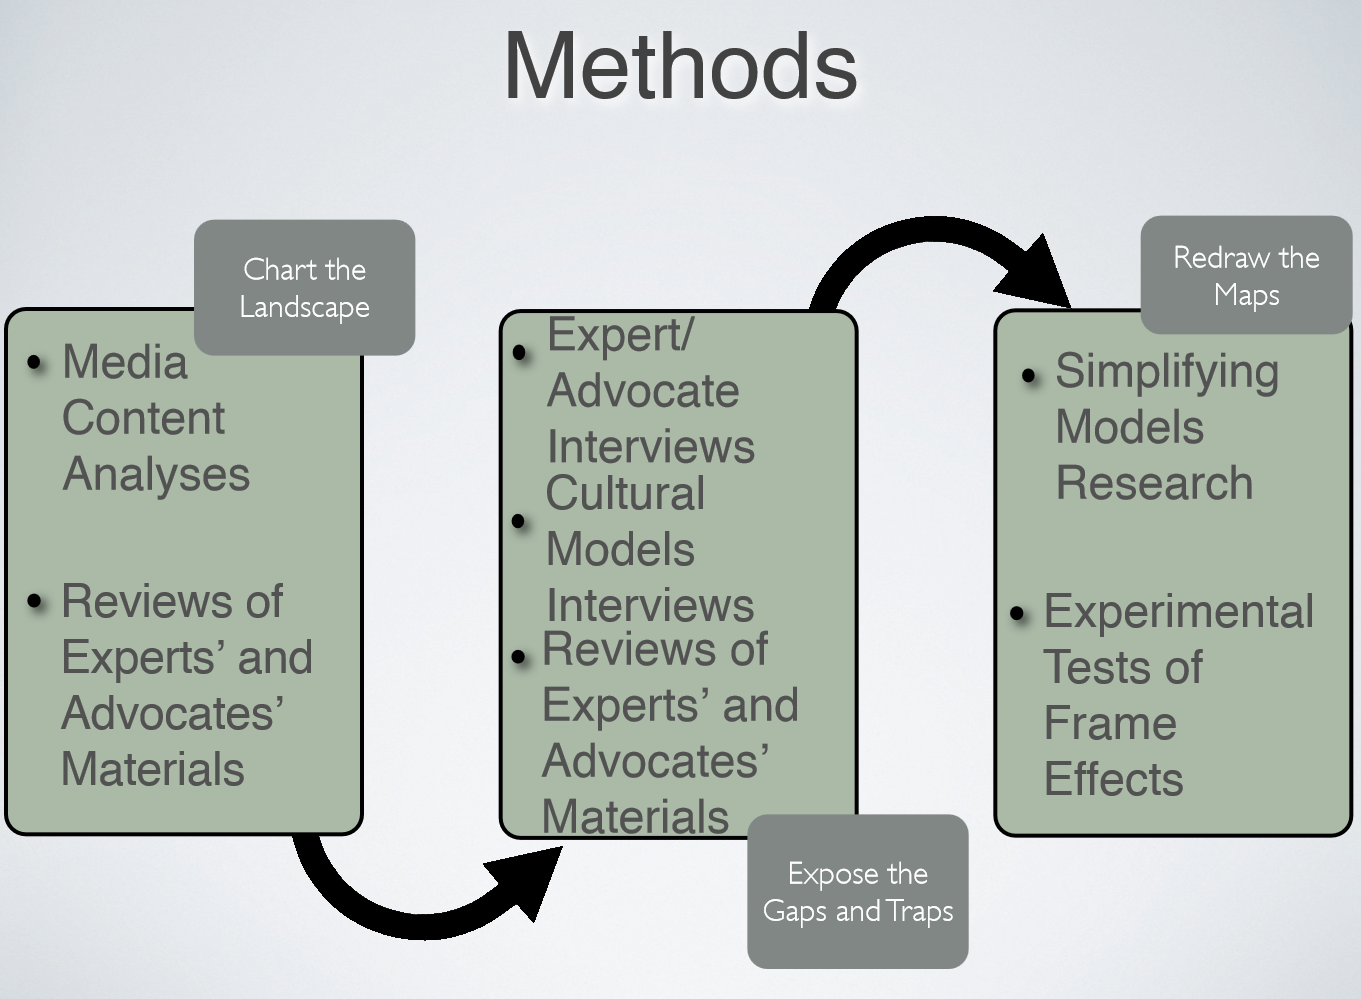 Methods
Chart the
Landscape
• Media
Content
Analyses
• Reviews of
Experts’ and
Advocates’
Materials
• Expert/
Advocate
Interviews
• Cultural
Models
Interviews
• Reviews of
Experts’ and
Advocates’
Materials
Expose the
Gaps and Traps
Redraw the
Maps
• Simplifying
Models
Research
• Experimental
Tests of
Frame
Effects